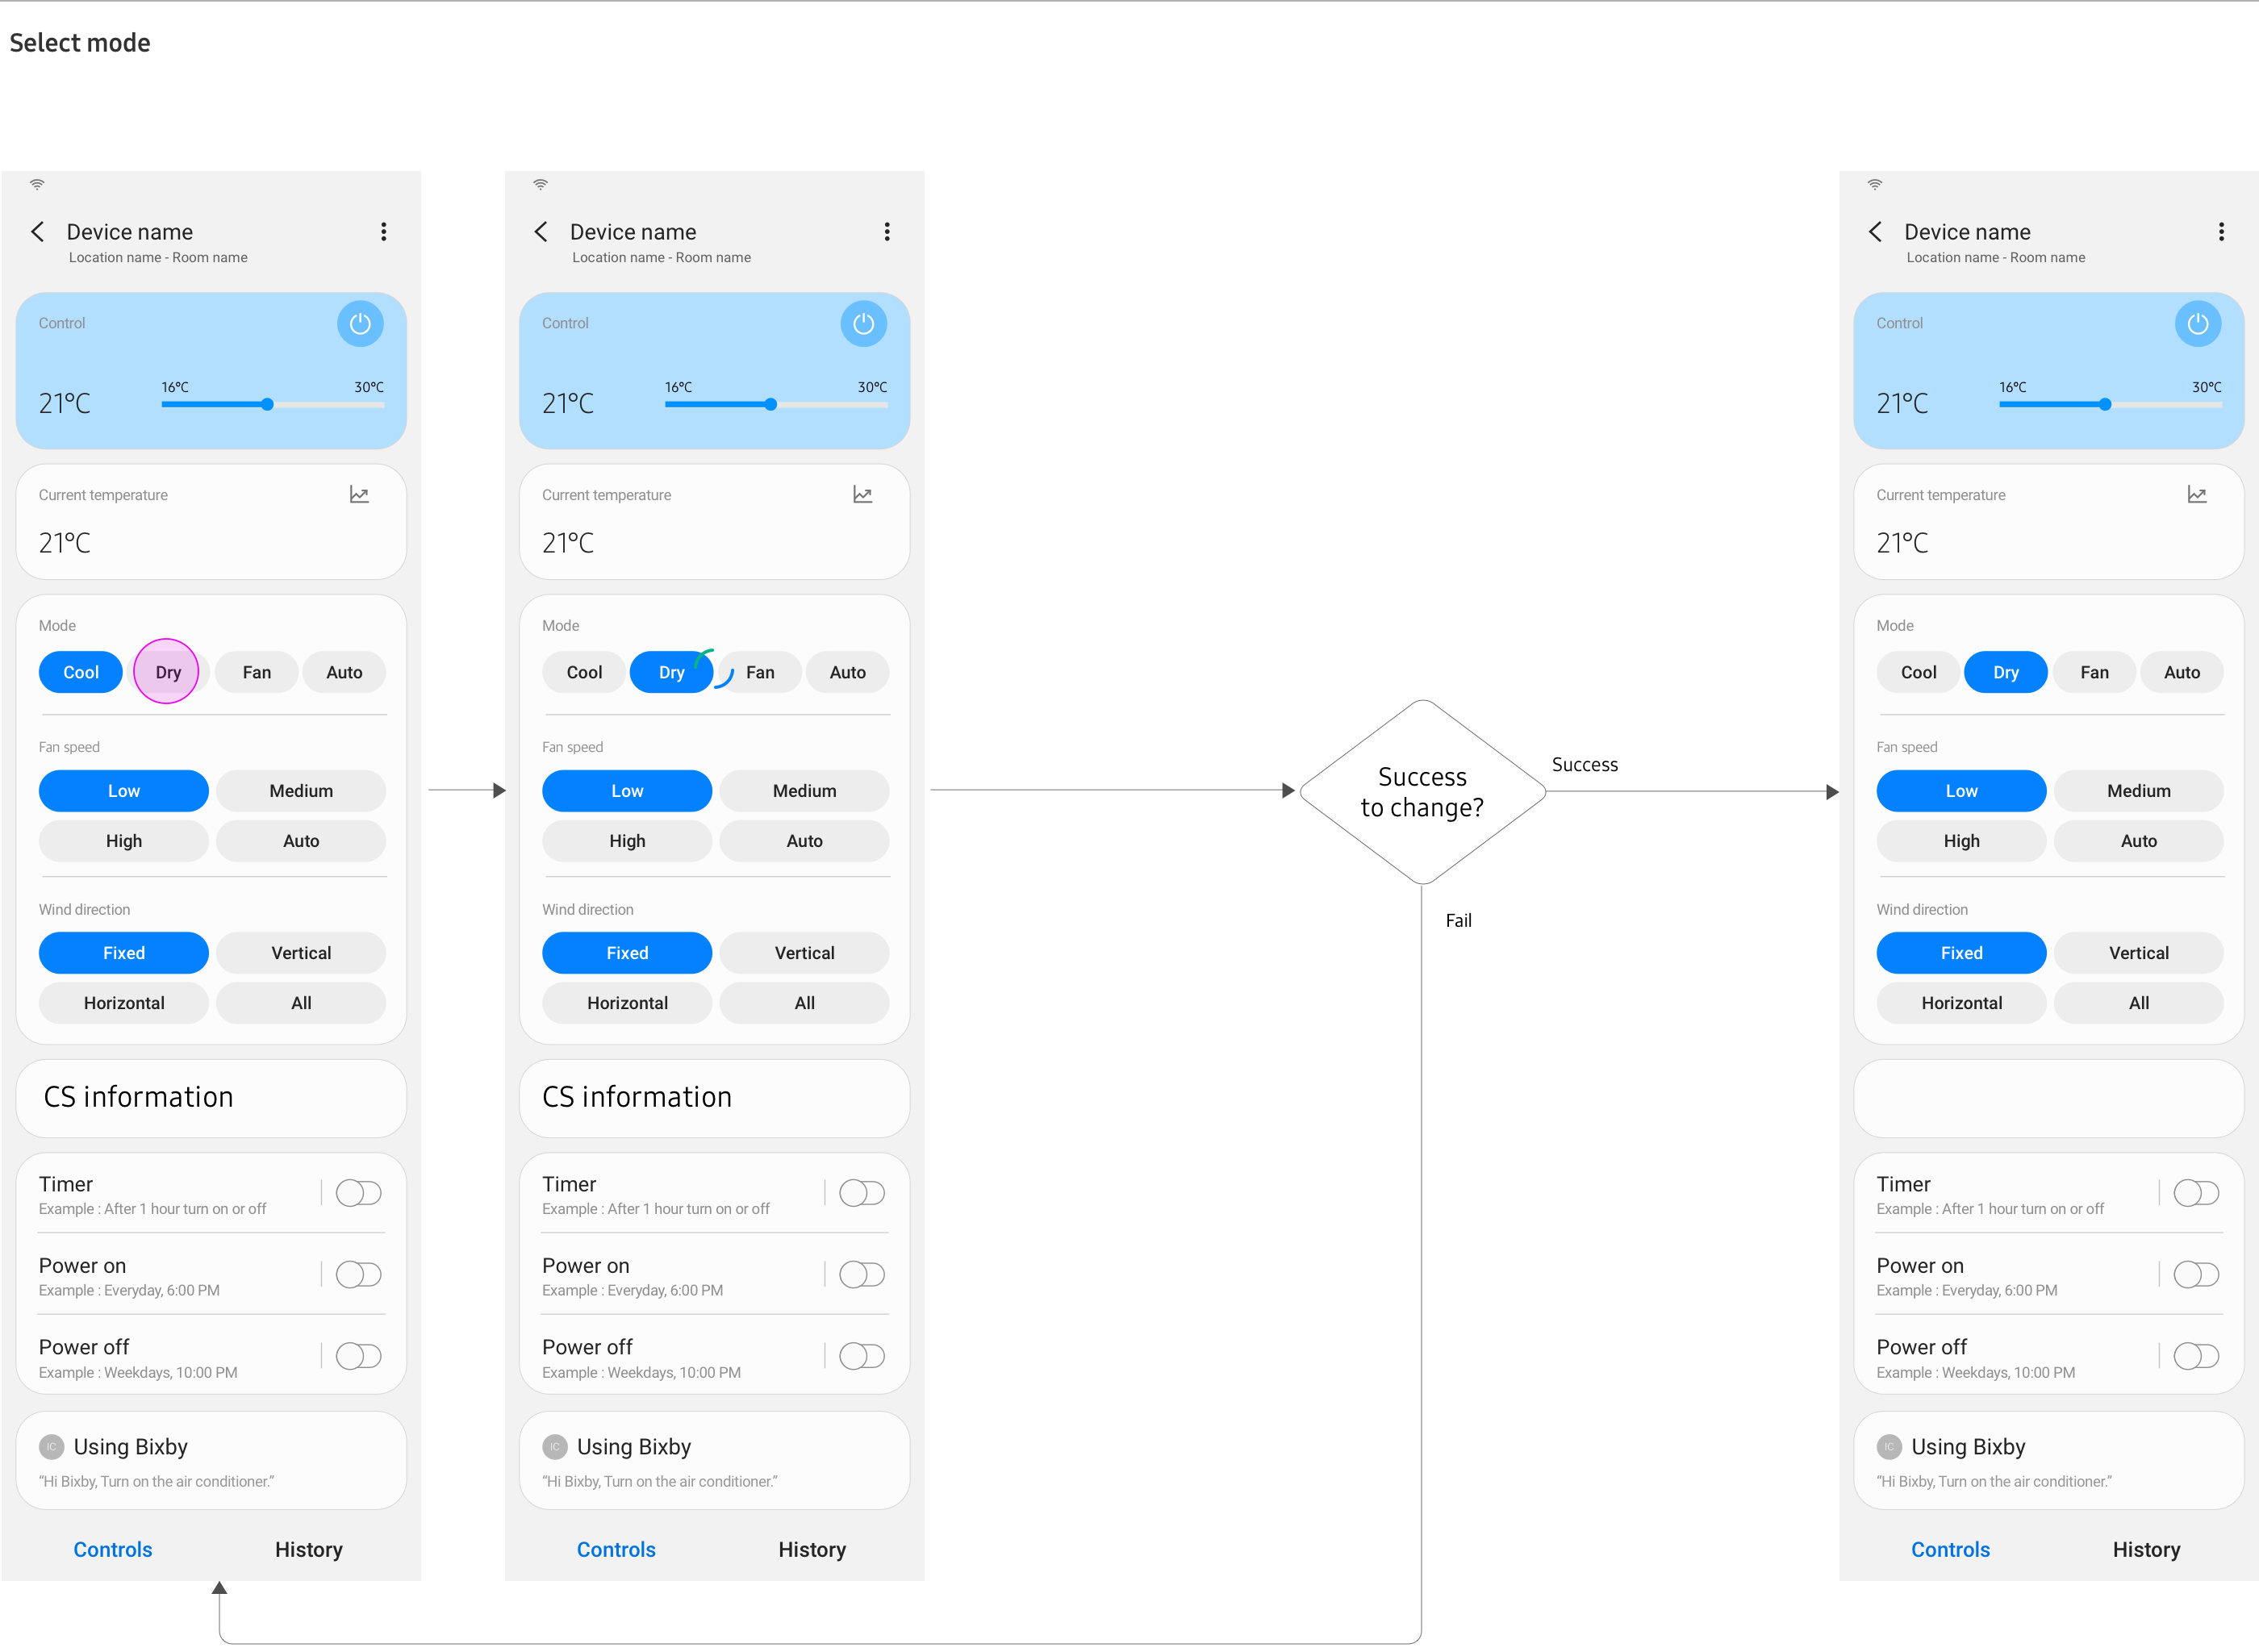 Select mode
Device name
Location name - Room name
Control
16°C 30°C
21°C
Current temperature
21°C
Mode
Cool Dry Fan Auto
Fan speed
Low Medium
High Auto
Wind direction
Fixed Vertical
Horizontal All
CS information
Timer
Example : After 1 hour turn on or off
Power on
Example : Everyday, 6:00 PM
Power off
Example : Weekdays, 10:00 PM
IC Using Bixby
“Hi Bixby, Turn on the air conditioner.”
Controls History
Device name
Location name - Room name
Control
16°C 30°C
21°C
Current temperature
21°C
Mode
Cool Dry Fan Auto
Fan speed
Low Medium
High Auto
Wind direction
Fixed Vertical
Horizontal All
CS information
Timer
Example : After 1 hour turn on or off
Power on
Example : Everyday, 6:00 PM
Power off
Example : Weekdays, 10:00 PM
IC Using Bixby
“Hi Bixby, Turn on the air conditioner.”
Controls History
Success
to change?
Success
Fail
Device name
Location name - Room name
Control
16°C 30°C
21°C
Current temperature
21°C
Mode
Cool Dry Fan Auto
Fan speed
Low Medium
High Auto
Wind direction
Fixed Vertical
Horizontal All
Timer
Example : After 1 hour turn on or off
Power on
Example : Everyday, 6:00 PM
Power off
Example : Weekdays, 10:00 PM
IC Using Bixby
“Hi Bixby, Turn on the air conditioner.”
Controls History